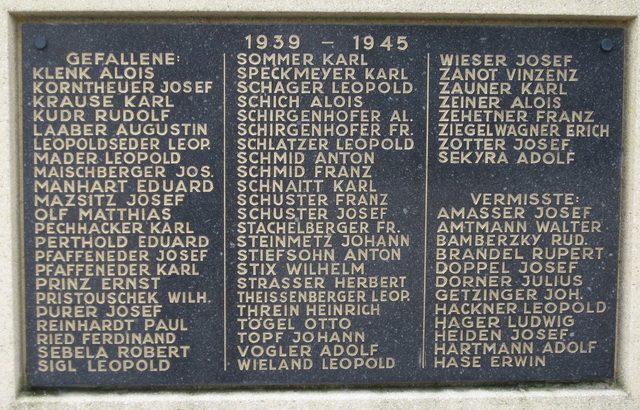 1939 – 1945
GEFALLENE:
KLENK ALOIS
KORNTHEUER JOSEF
KRAUSE KARL
KUDR RUDOLF
LAABER AUGUSTIN
LEOPOLDSEDER LEOP.
MADER LEOPOLD
MAISCHBERGER JOS.
MANHART EDUARD
MAZSITZ JOSEF
OLF MATTHIAS
PECHHACKER KARL
PERTHOLD EDUARD
PFAFFENEDER JOSEF
PFAFFENEDER KARL
PRINZ ERNST
PRISTOUSCHEK WILH.
PURER JOSEF
REINHARDT PAUL
RIED FERDINAND
SEBELA ROBERT
SIGL LEOPOLD
SOMMER KARL
SPECKMEYER KARL
SCHAGER LEOPOLD
SCHICH ALOIS
SCHIRGENHOFER AL.
SCHIRGENHOFER FR.
SCHLATZER LEOPOLD
SCHMID ANTON
SCHMID FRANZ
SCHNAITT KARL
SCHUSTER FRANZ
SCHUSTER JOSEF
STACHELBERGER FR.
STEINMETZ JOHANN
STIEFSOHN ANTON
STIX WILHELM
STRASSER HERBERT
THEISSENBERGER LEOP.
THREIN HEINRICH
TÖGEL OTTO
TOPF JOHANN
VOGLER ADOLF
WIELAND LEOPOLD
WIESER JOSEF
ZANOT VINZENZ
ZAUNER KARL
ZEINER ALOIS
ZEHETNER FRANZ
ZIEGELWAGNER ERICH
ZOTTER JOSEF
SEKYRA ADOLF
VERMISSTE:
AMASSER JOSEF
AMTMANN WALTER
BAMBERZKY RUD.
BRANDEL RUPERT
DOPPEL JOSEF
DORNER JULIUS
GETZINGER JOH.
HACKNER LEOPOLD
HAGER LUDWIG
HEIDEN JOSEF
HARTMANN ADOLF
HASE ERWIN